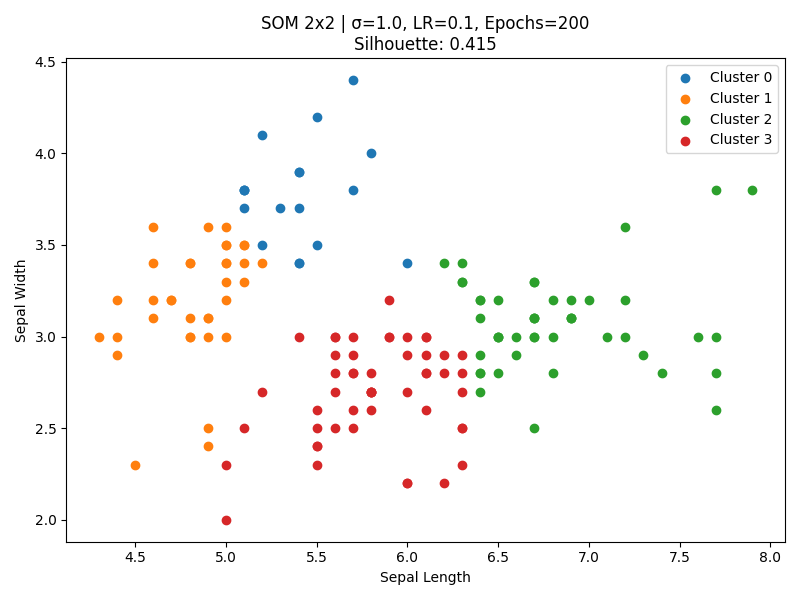 SOM 2x2 | σ=1.0, LR=0.1, Epochs=200
Silhouette: 0.415
Cluster 0
Cluster 1
Cluster 2
Cluster 3
Sepal Width
4.5
4.0
3.5
3.0
2.5
2.0
4.5 5.0 5.5 6.0 6.5 7.0 7.5 8.0
Sepal Length